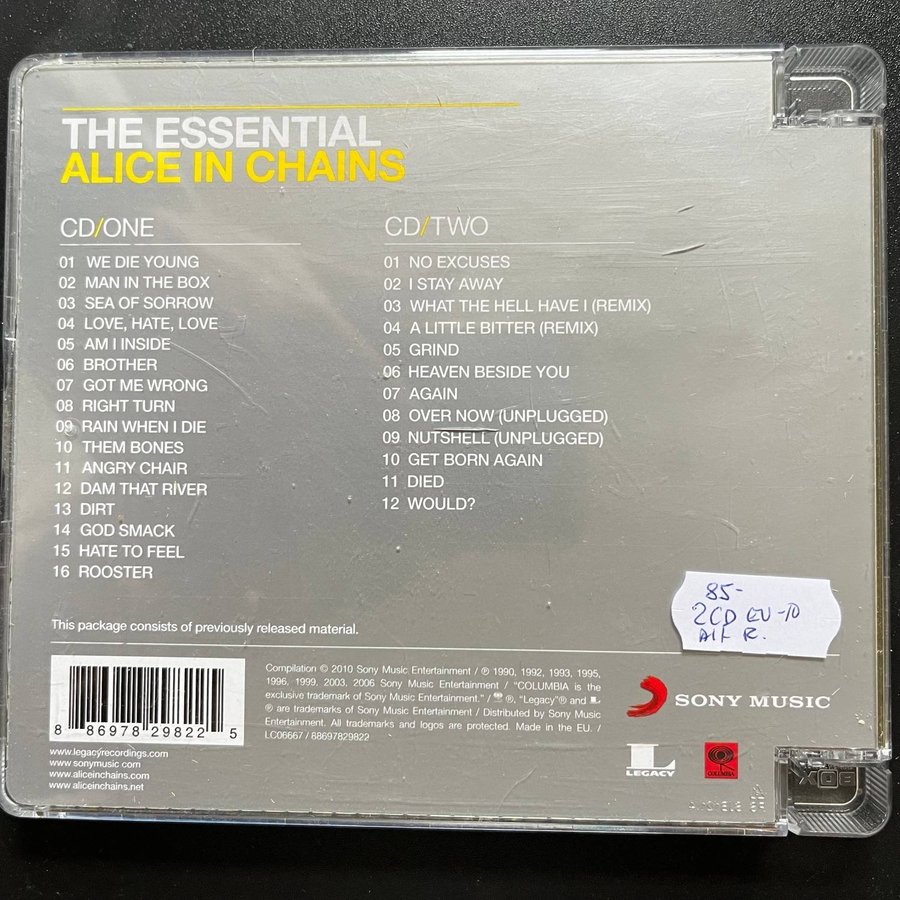 THE ESSENTIAL
ALICE IN CHAINS
CD/ONE
01 WE DIE YOUNG
02 MAN IN THE BOX
03 SEA OF SORROW
04 LOVE, HATE, LOVE
05 AM I INSIDE
06 BROTHER
07 GOT ME WRONG
08 RIGHT TURN
09 RAIN WHEN I DIE
10 THEM BONES
11 ANGRY CHAIR
12 DAM THAT RIVER
13 DIRT
14 GOD SMACK
15 HATE TO FEEL
16 ROOSTER
CD/TWO
01 NO EXCUSES
02 I STAY AWAY
03 WHAT THE HELL HAVE I (REMIX)
04 A LITTLE BITTER (REMIX)
05 GRIND
06 HEAVEN BESIDE YOU
07 AGAIN
08 OVER NOW (UNPLUGGED)
09 NUTSHELL (UNPLUGGED)
10 GET BORN AGAIN
11 DIED
12 WOULD?
85-
2CD EU -10
This package consists of previously released material.
8 86978 29822 5
www.legacyrecordings.com
www.sonymusic.com
www.aliceinchains.com
www.aliceinchains.net
Compilation © 2010 Sony Music Entertainment / ℗ 1990, 1992, 1993, 1995,
1996, 1999, 2003, 2006 Sony Music Entertainment / "COLUMBIA is the
exclusive trademark of Sony Music Entertainment." / ®, "Legacy"® and L
® are trademarks of Sony Music Entertainment / Distributed by Sony Music
Entertainment. All trademarks and logos are protected. Made in the EU. /
LC06667 / 88697829822
SONY MUSIC
LEGACY
COLUMBIA